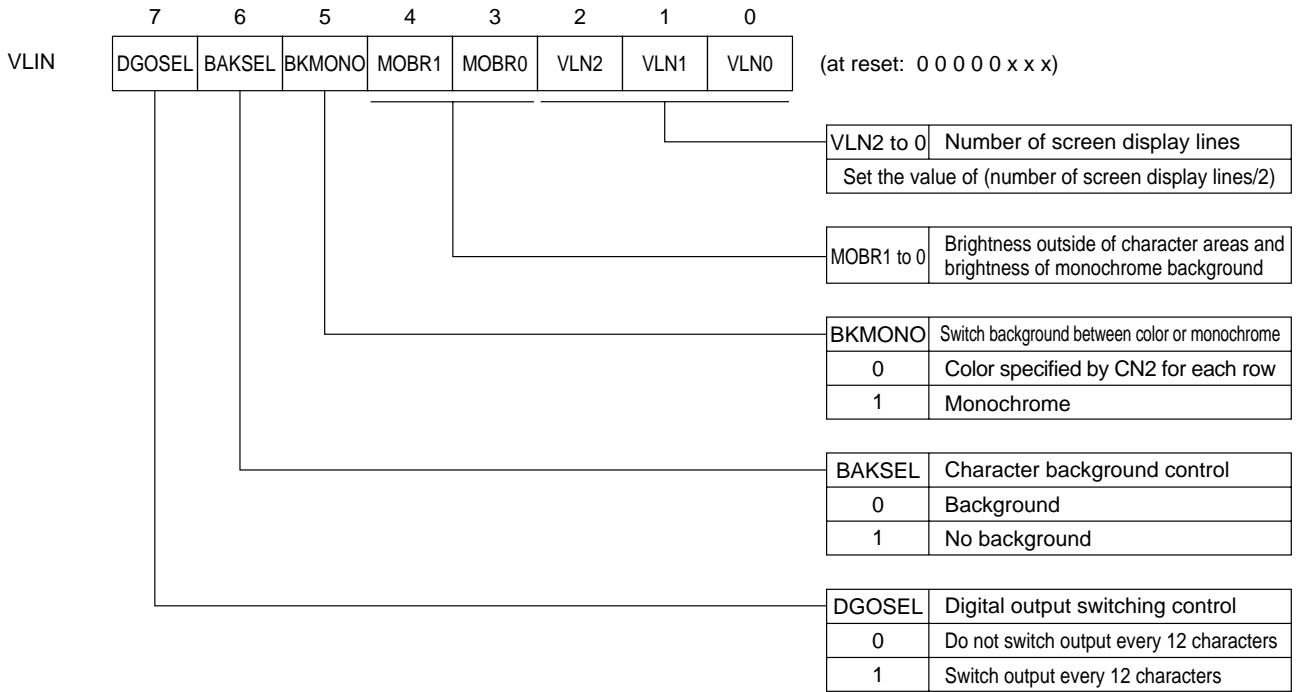 7 6 5 4 3 2 1 0
VLIN DGOSEL BAKSEL BKMONO MOBR1 MOBR0 VLN2 VLN1 VLN0 (at reset: 0 0 0 0 0 x x x)
VLN2 to 0 Number of screen display lines
Set the value of (number of screen display lines/2)
MOBR1 to 0 Brightness outside of character areas and
brightness of monochrome background
BKMONO Switch background between color or monochrome
0 Color specified by CN2 for each row
1 Monochrome
BAKSEL Character background control
0 Background
1 No background
DGOSEL Digital output switching control
0 Do not switch output every 12 characters
1 Switch output every 12 characters